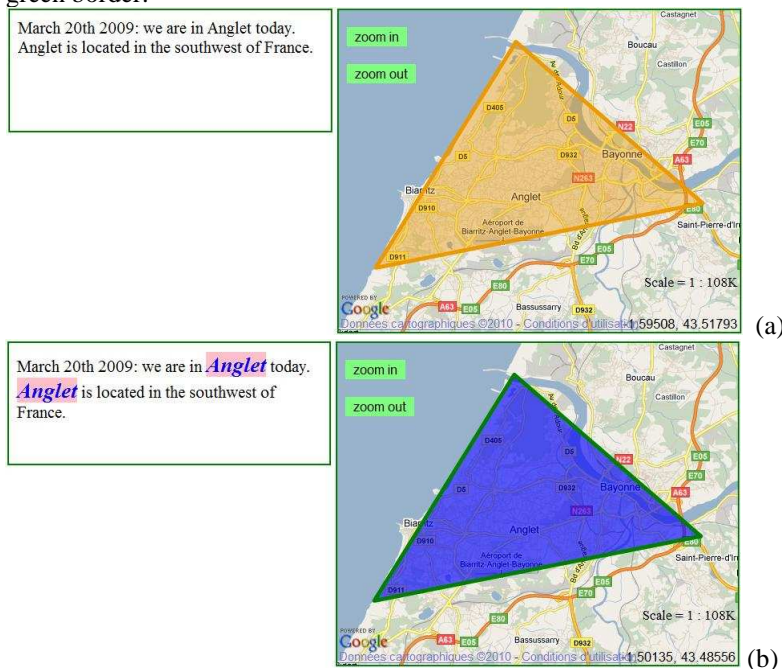 green border.
March 20th 2009: we are in Anglet today.
Anglet is located in the southwest of France.
zoom in
zoom out
Castagnet
Boucau
Castillon
Av de l'Adour
D405
D5
N22
E05
E70
A63
D5
D932
Bayonne
N263
Biarritz
Anglet
D910
E80
Aéroport de
Biarritz-Anglet-Bayonne
Saint-Pierre-d'Iru
D911
E05
E70
E80
Scale = 1 : 108K
POWERED BY
Google
A63
E05
Bassussarry
D932
Données cartographiques ©2010 - Conditions d'utilisation
-1,59508, 43.51793
(a)
March 20th 2009: we are in Anglet today.
Anglet is located in the southwest of
France.
zoom in
zoom out
Castagnet
Boucau
Castillon
D405
D5
N22
E05
E70
A63
D5
D932
Bayonne
N263
Biarritz
Anglet
D910
E80
Aéroport de
Biarritz-Anglet-Bayonne
Saint-Pierre-d'Iru
D911
E05
E70
E80
Scale = 1 : 108K
POWERED BY
Google
A63
E05
Bassussarry
D932
Données cartographiques ©2010 - Conditions d'utilisation
-1,50135, 43.48556
(b)